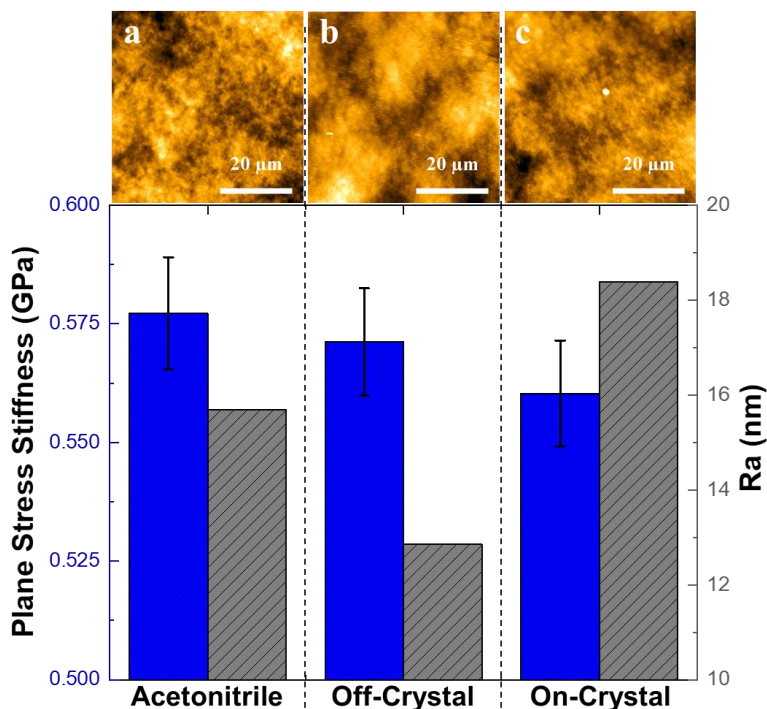 a
b
c
20 µm
20 µm
20 µm
Plane Stress Stiffness (GPa)
0.600
0.575
0.550
0.525
0.500
20
18
16
14
12
10
Ra (nm)
Acetonitrile
Off-Crystal
On-Crystal